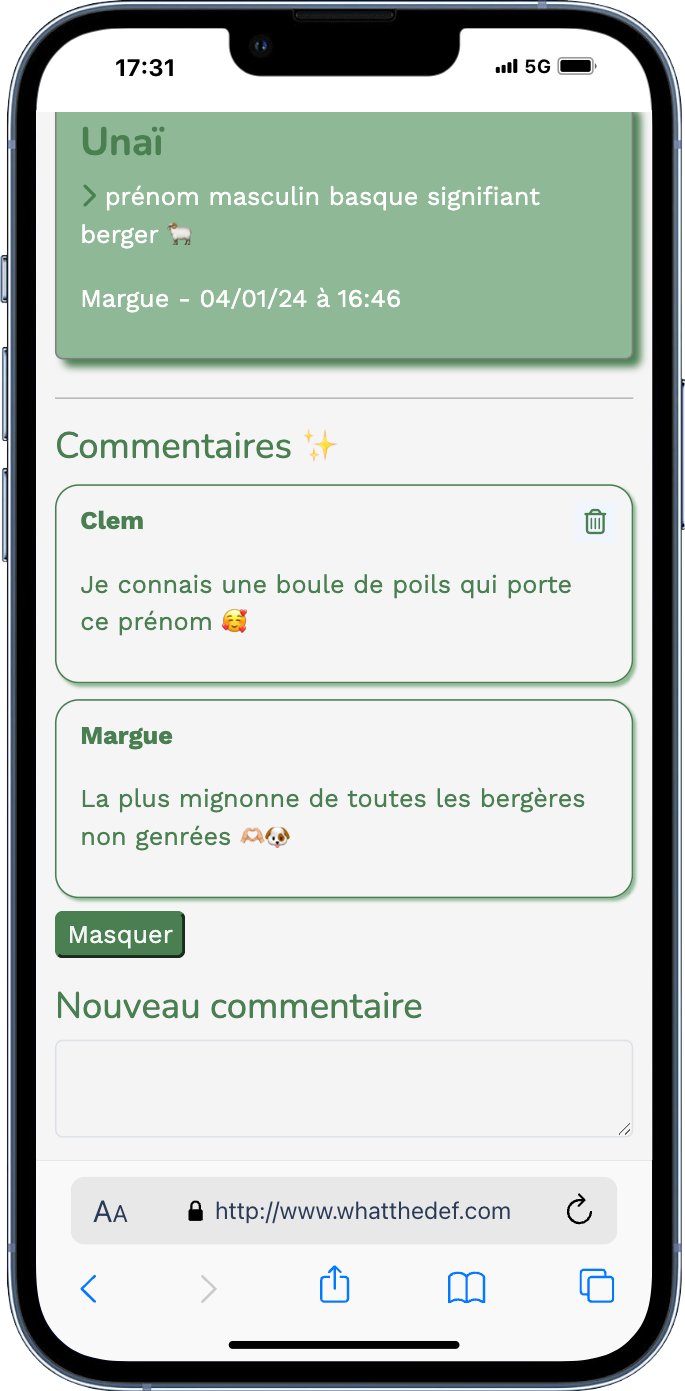 17:31 5G
Unaï
prénom masculin basque signifiant
berger 🐏
Margue - 04/01/24 à 16:46
Commentaires ✨
Clem
Je connais une boule de poils qui porte
ce prénom 🥰
Margue
La plus mignonne de toutes les bergères
non genrées 🫶🏻🐶
Masquer
Nouveau commentaire
AA http://www.whatthedef.com